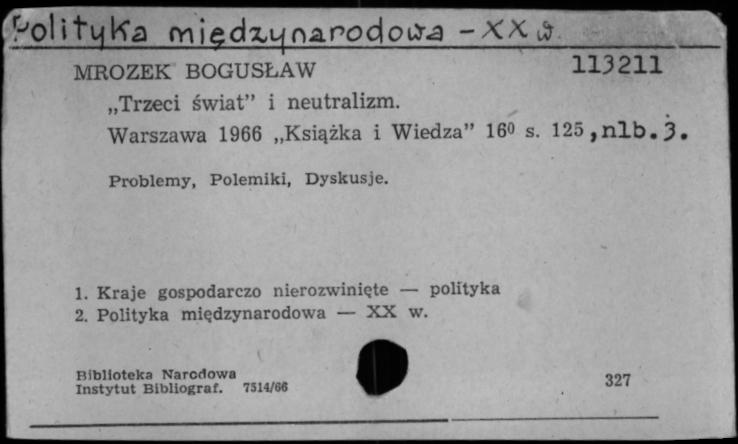 Polityka międzynarodowa - XX w.
MROZEK BOGUSŁAW 113211
„Trzeci świat” i neutralizm.
Warszawa 1966 „Książka i Wiedza” 16⁰ s. 125, nlb. 3.
Problemy, Polemiki, Dyskusje.
1. Kraje gospodarczo nierozwinięte — polityka
2. Polityka międzynarodowa — XX w.
Biblioteka Narodowa
Instytut Bibliograf. 7514/66 327